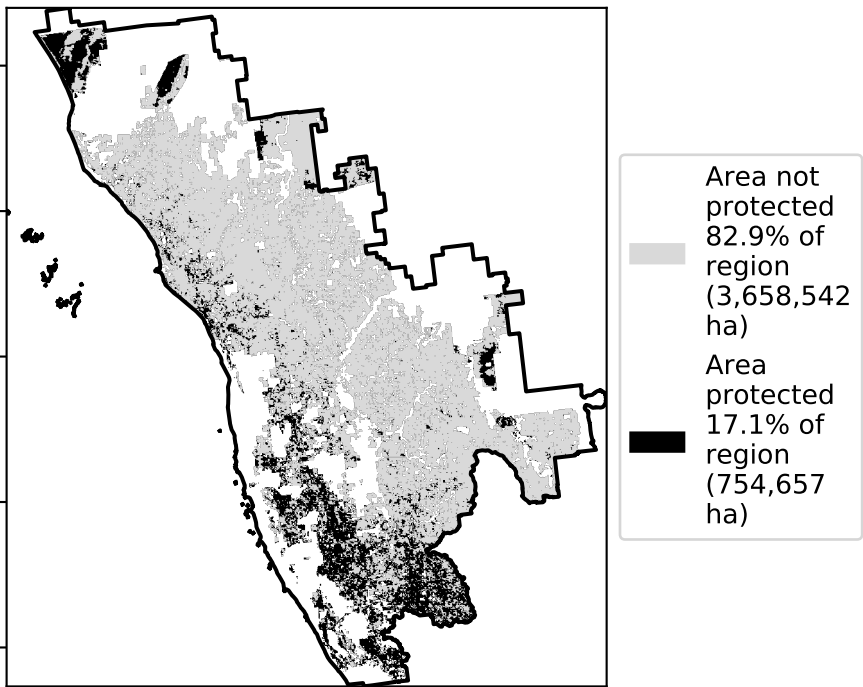 Area not
protected
82.9% of
region
(3,658,542
ha)
Area
protected
17.1% of
region
(754,657
ha)